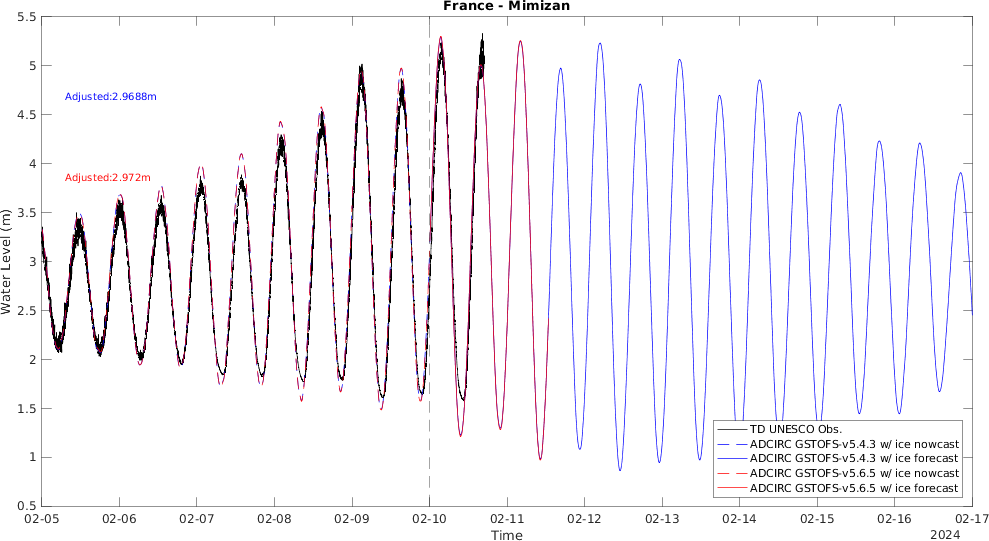 France - Mimizan
5.5
5
4.5
4
3.5
3
2.5
2
1.5
1
0.5
Water Level (m)
Adjusted:2.9688m
Adjusted:2.972m
TD UNESCO Obs.
ADCIRC GSTOFS-v5.4.3 w/ ice nowcast
ADCIRC GSTOFS-v5.4.3 w/ ice forecast
ADCIRC GSTOFS-v5.6.5 w/ ice nowcast
ADCIRC GSTOFS-v5.6.5 w/ ice forecast
02-05 02-06 02-07 02-08 02-09 02-10 02-11 02-12 02-13 02-14 02-15 02-16 02-17
Time
2024